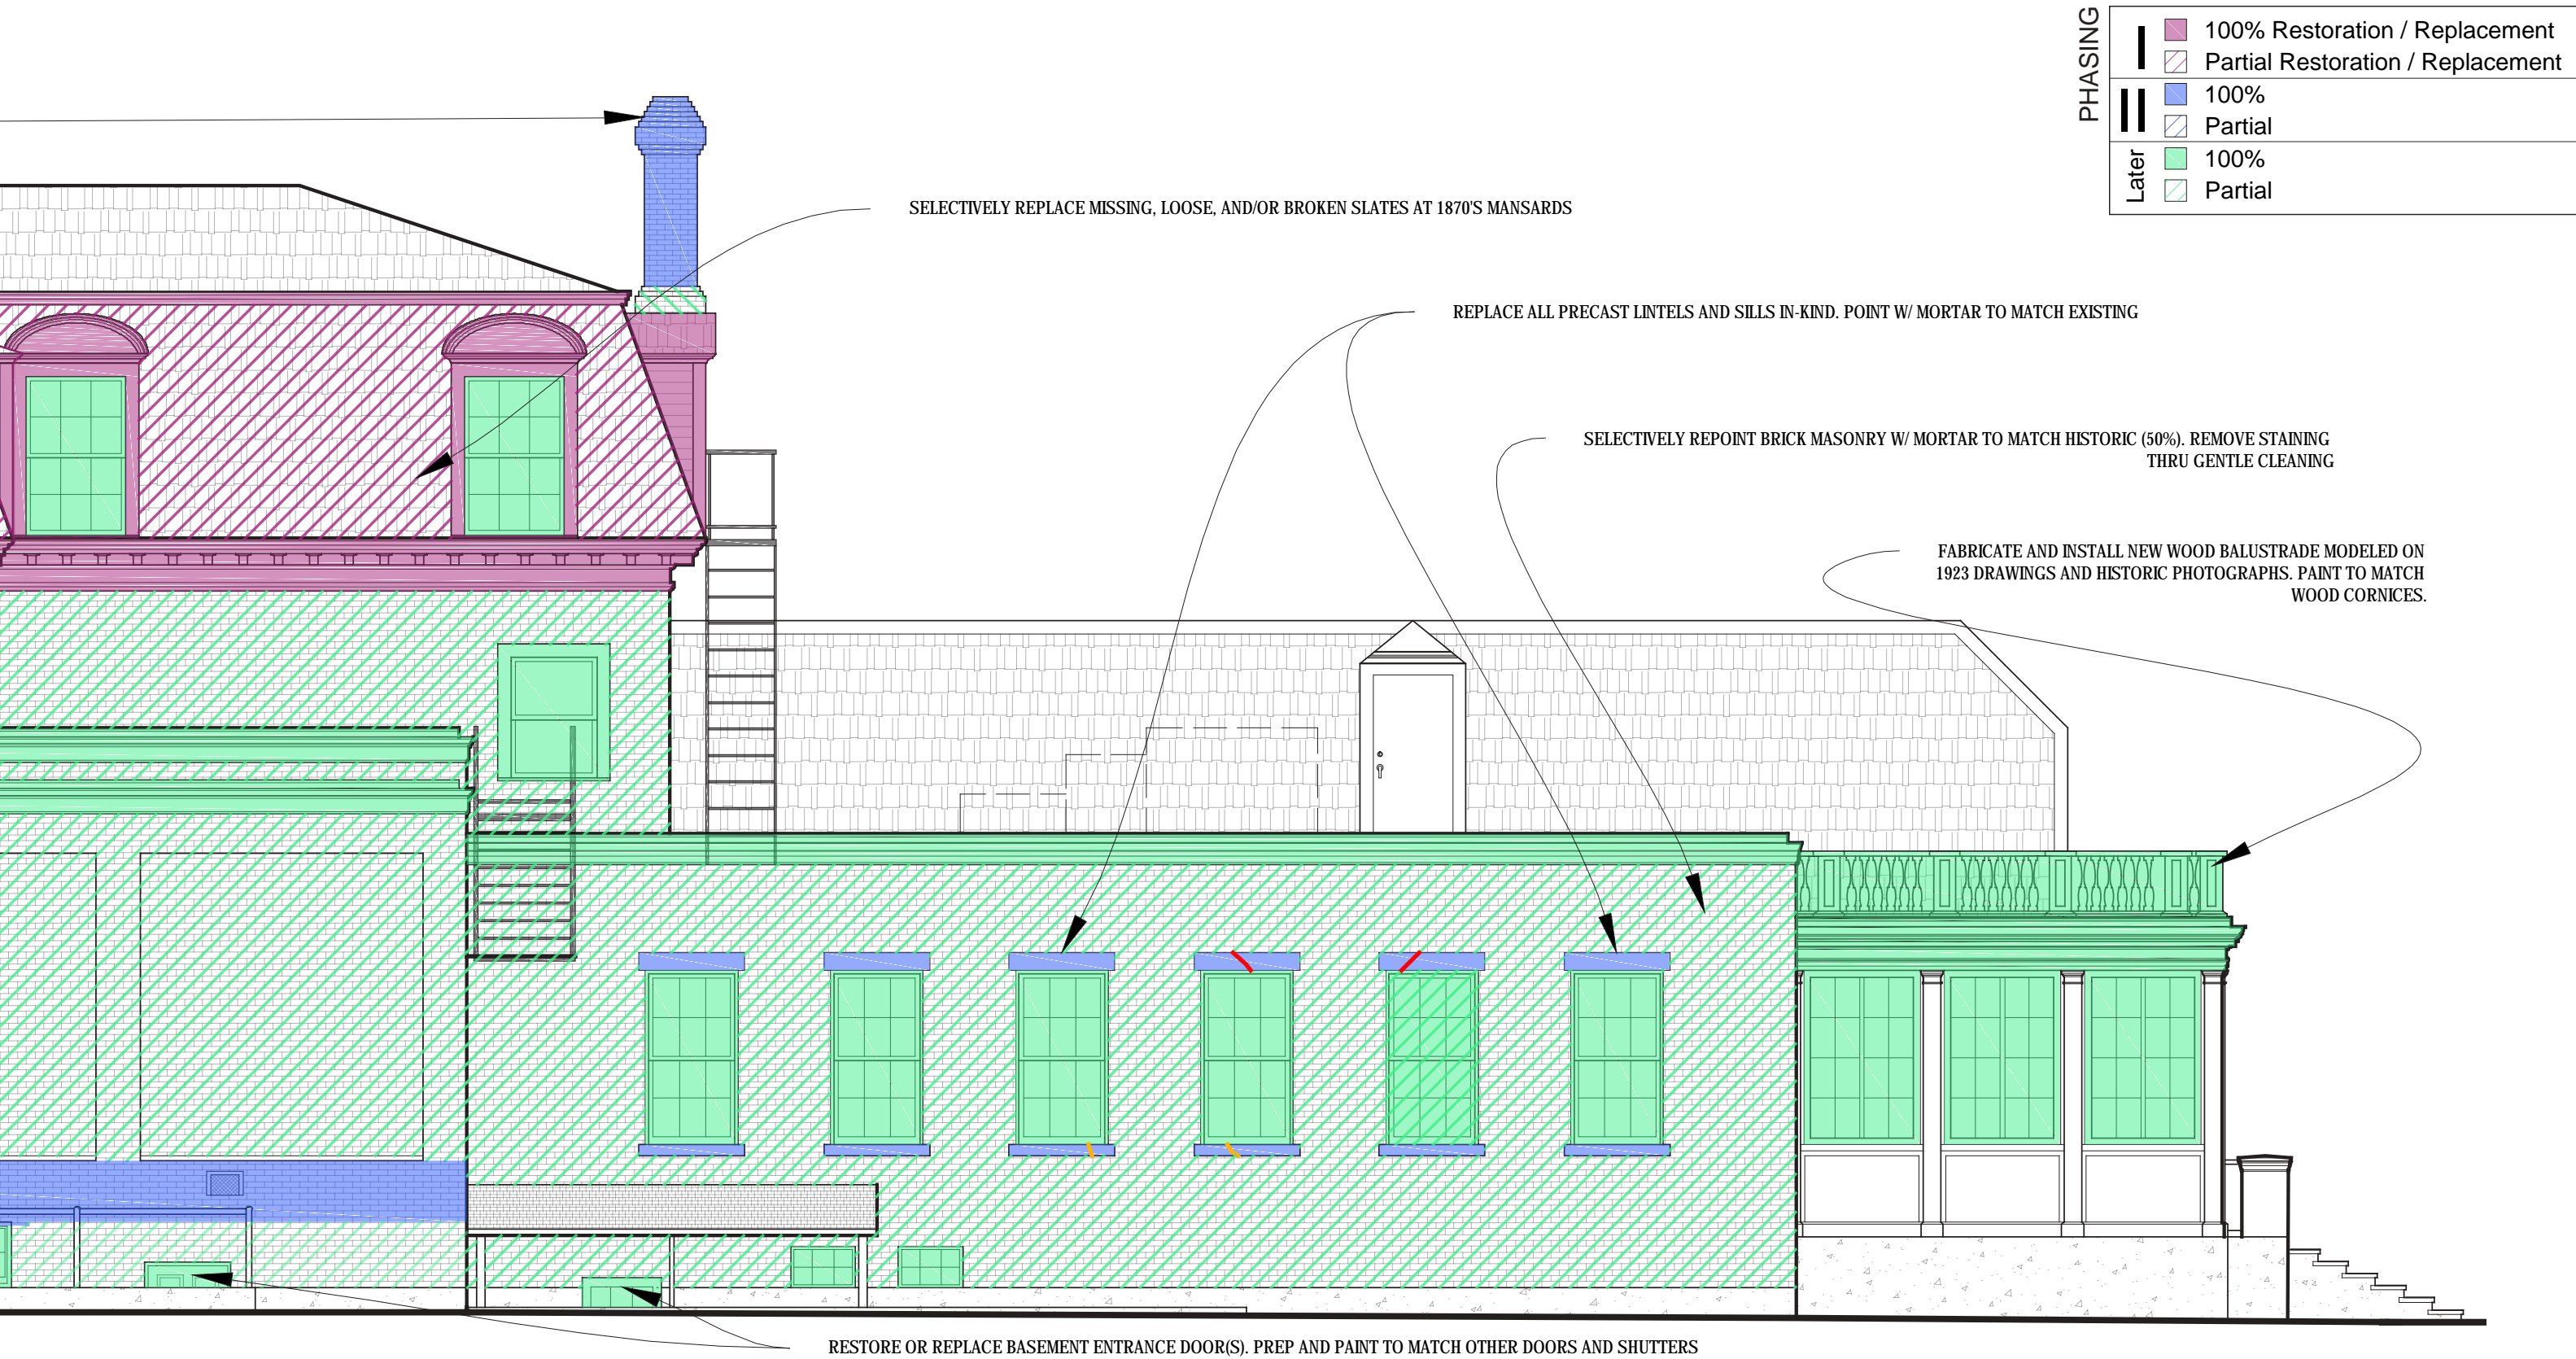 PHASING
I
100% Restoration / Replacement
Partial Restoration / Replacement
II
100%
Partial
Later
100%
Partial
SELECTIVELY REPLACE MISSING, LOOSE, AND/OR BROKEN SLATES AT 1870'S MANSARDS
REPLACE ALL PRECAST LINTELS AND SILLS IN-KIND. POINT W/ MORTAR TO MATCH EXISTING
SELECTIVELY REPOINT BRICK MASONRY W/ MORTAR TO MATCH HISTORIC (50%). REMOVE STAINING
THRU GENTLE CLEANING
FABRICATE AND INSTALL NEW WOOD BALUSTRADE MODELED ON
1923 DRAWINGS AND HISTORIC PHOTOGRAPHS. PAINT TO MATCH
WOOD CORNICES.
RESTORE OR REPLACE BASEMENT ENTRANCE DOOR(S). PREP AND PAINT TO MATCH OTHER DOORS AND SHUTTERS